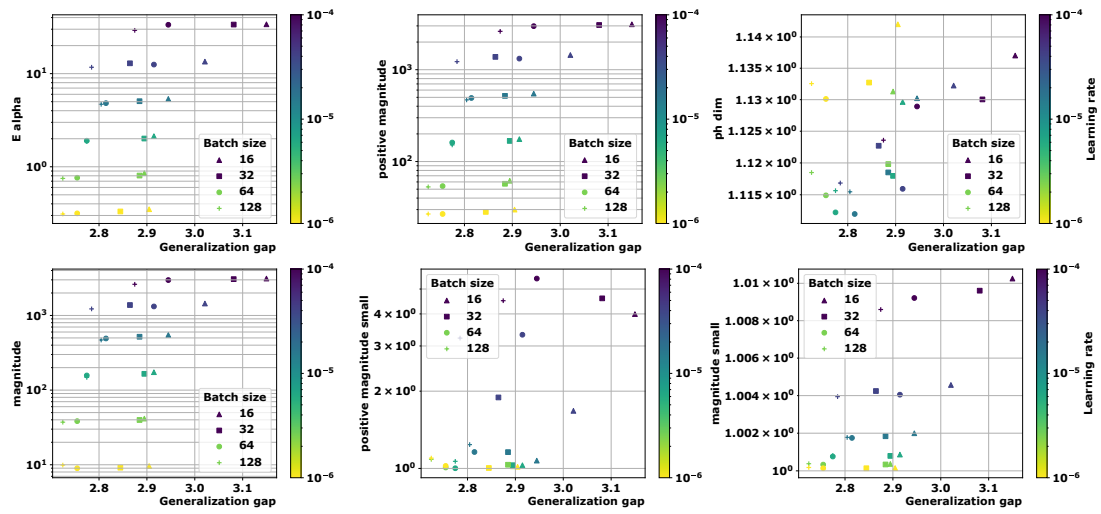 E alpha
10¹
10⁰
2.8 2.9 3.0 3.1
Generalization gap
Batch size
16
32
64
128
10⁻⁴
10⁻⁵
10⁻⁶
positive magnitude
10³
10²
2.8 2.9 3.0 3.1
Generalization gap
Batch size
16
32
64
128
10⁻⁴
10⁻⁵
10⁻⁶
ph dim
1.14 × 10⁰
1.135 × 10⁰
1.13 × 10⁰
1.125 × 10⁰
1.12 × 10⁰
1.115 × 10⁰
2.8 2.9 3.0 3.1
Generalization gap
Batch size
16
32
64
128
10⁻⁴
10⁻⁵
10⁻⁶
Learning rate
magnitude
10³
10²
10¹
2.8 2.9 3.0 3.1
Generalization gap
Batch size
16
32
64
128
10⁻⁴
10⁻⁵
10⁻⁶
positive magnitude small
4 × 10⁰
3 × 10⁰
2 × 10⁰
10⁰
2.8 2.9 3.0 3.1
Generalization gap
Batch size
16
32
64
128
10⁻⁴
10⁻⁵
10⁻⁶
magnitude small
1.01 × 10⁰
1.008 × 10⁰
1.006 × 10⁰
1.004 × 10⁰
1.002 × 10⁰
10⁰
2.8 2.9 3.0 3.1
Generalization gap
Batch size
16
32
64
128
10⁻⁴
10⁻⁵
10⁻⁶
Learning rate